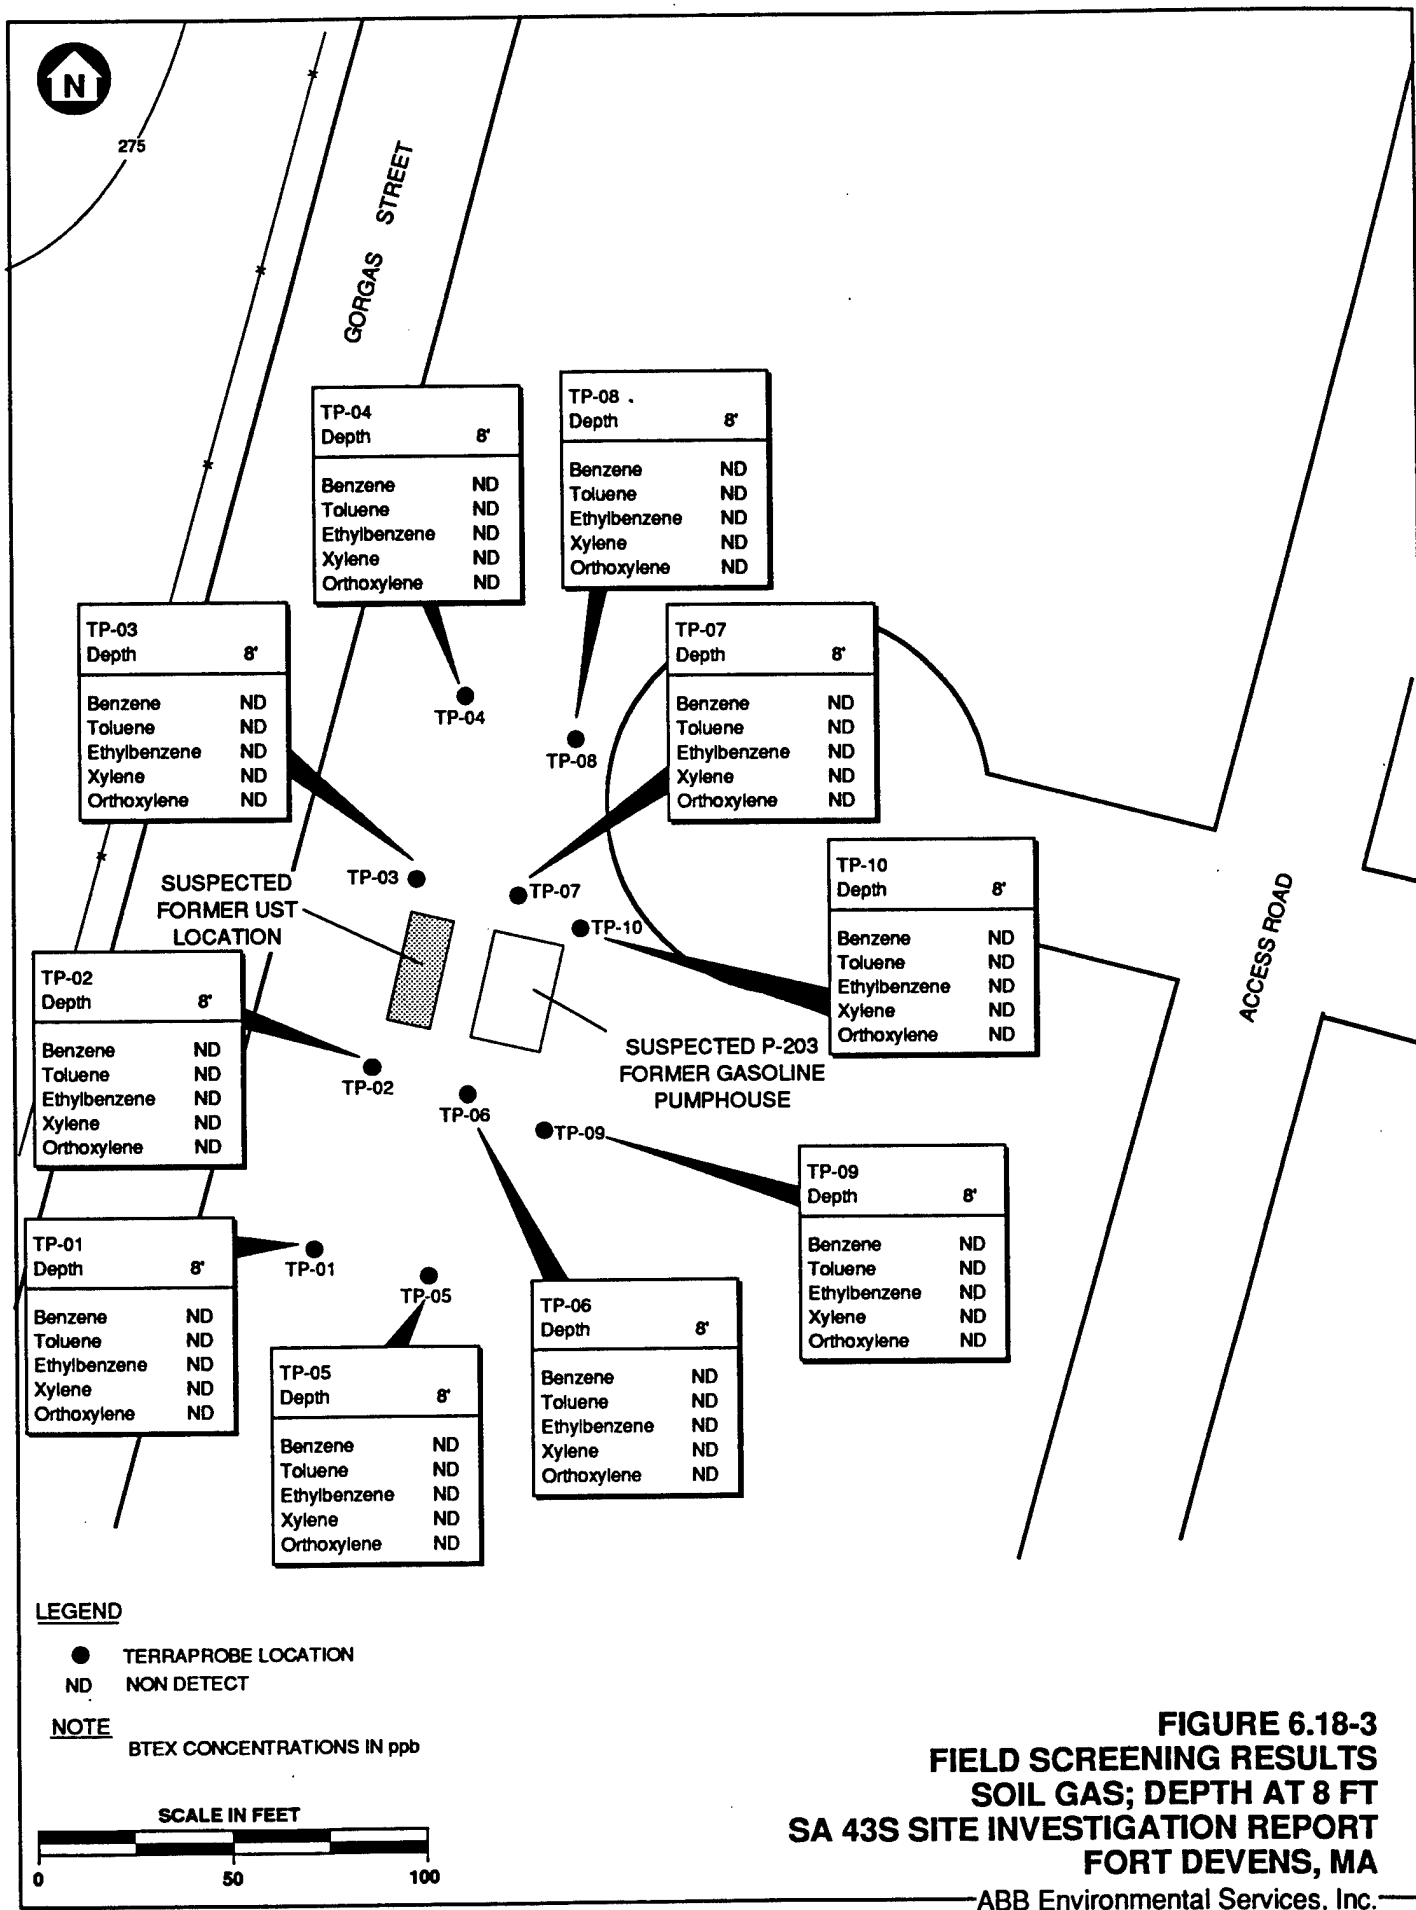 N
275
GORGAS STREET
TP-04
Depth 8'
Benzene ND
Toluene ND
Ethylbenzene ND
Xylene ND
Orthoxylene ND
TP-08
Depth 8'
Benzene ND
Toluene ND
Ethylbenzene ND
Xylene ND
Orthoxylene ND
TP-03
Depth 8'
Benzene ND
Toluene ND
Ethylbenzene ND
Xylene ND
Orthoxylene ND
TP-07
Depth 8'
Benzene ND
Toluene ND
Ethylbenzene ND
Xylene ND
Orthoxylene ND
TP-04
TP-08
TP-03
TP-07
TP-10
SUSPECTED
FORMER UST
LOCATION
TP-10
Depth 8'
Benzene ND
Toluene ND
Ethylbenzene ND
Xylene ND
Orthoxylene ND
ACCESS ROAD
TP-02
Depth 8'
Benzene ND
Toluene ND
Ethylbenzene ND
Xylene ND
Orthoxylene ND
SUSPECTED P-203
FORMER GASOLINE
PUMPHOUSE
TP-02
TP-06
TP-09
TP-09
Depth 8'
Benzene ND
Toluene ND
Ethylbenzene ND
Xylene ND
Orthoxylene ND
TP-01
Depth 8'
Benzene ND
Toluene ND
Ethylbenzene ND
Xylene ND
Orthoxylene ND
TP-01
TP-05
TP-06
Depth 8'
Benzene ND
Toluene ND
Ethylbenzene ND
Xylene ND
Orthoxylene ND
TP-05
Depth 8'
Benzene ND
Toluene ND
Ethylbenzene ND
Xylene ND
Orthoxylene ND
LEGEND
TERRAPROBE LOCATION
ND NON DETECT
NOTE
BTEX CONCENTRATIONS IN ppb
SCALE IN FEET
0 50 100
FIGURE 6.18-3
FIELD SCREENING RESULTS
SOIL GAS; DEPTH AT 8 FT
SA 43S SITE INVESTIGATION REPORT
FORT DEVENS, MA
ABB Environmental Services, Inc.